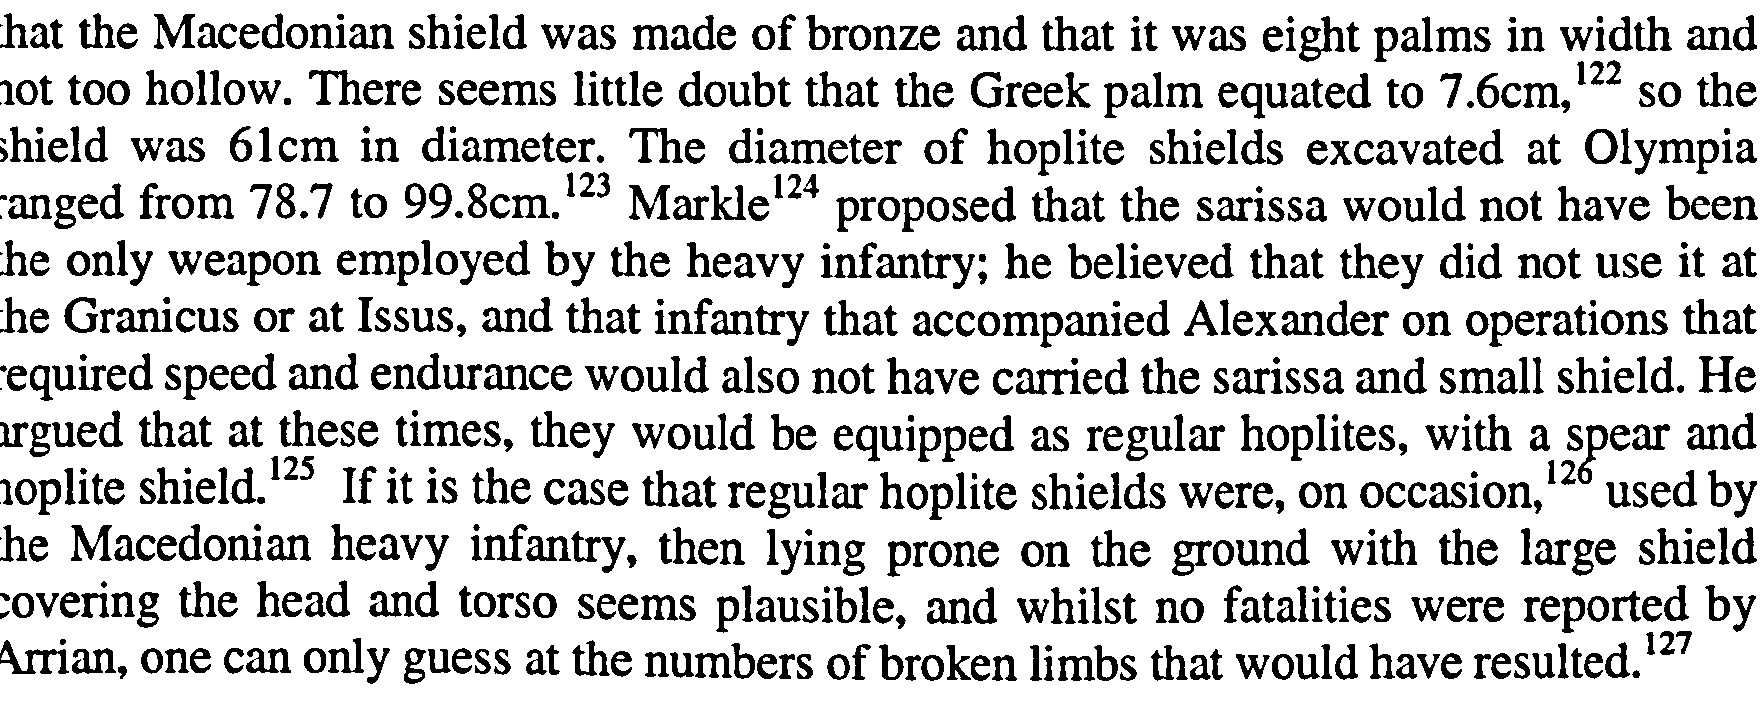 that the Macedonian shield was made of bronze and that it was eight palms in width and
not too hollow. There seems little doubt that the Greek palm equated to 7.6cm,¹²² so the
shield was 61cm in diameter. The diameter of hoplite shields excavated at Olympia
ranged from 78.7 to 99.8cm.¹²³ Markle¹²⁴ proposed that the sarissa would not have been
the only weapon employed by the heavy infantry; he believed that they did not use it at
the Granicus or at Issus, and that infantry that accompanied Alexander on operations that
required speed and endurance would also not have carried the sarissa and small shield. He
argued that at these times, they would be equipped as regular hoplites, with a spear and
hoplite shield.¹²⁵ If it is the case that regular hoplite shields were, on occasion,¹²⁶ used by
the Macedonian heavy infantry, then lying prone on the ground with the large shield
covering the head and torso seems plausible, and whilst no fatalities were reported by
Arrian, one can only guess at the numbers of broken limbs that would have resulted.¹²⁷